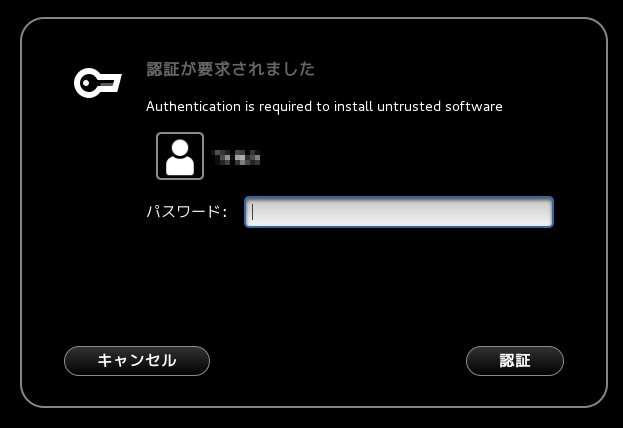 認証が要求されました
Authentication is required to install untrusted software
パスワード:
キャンセル
認証